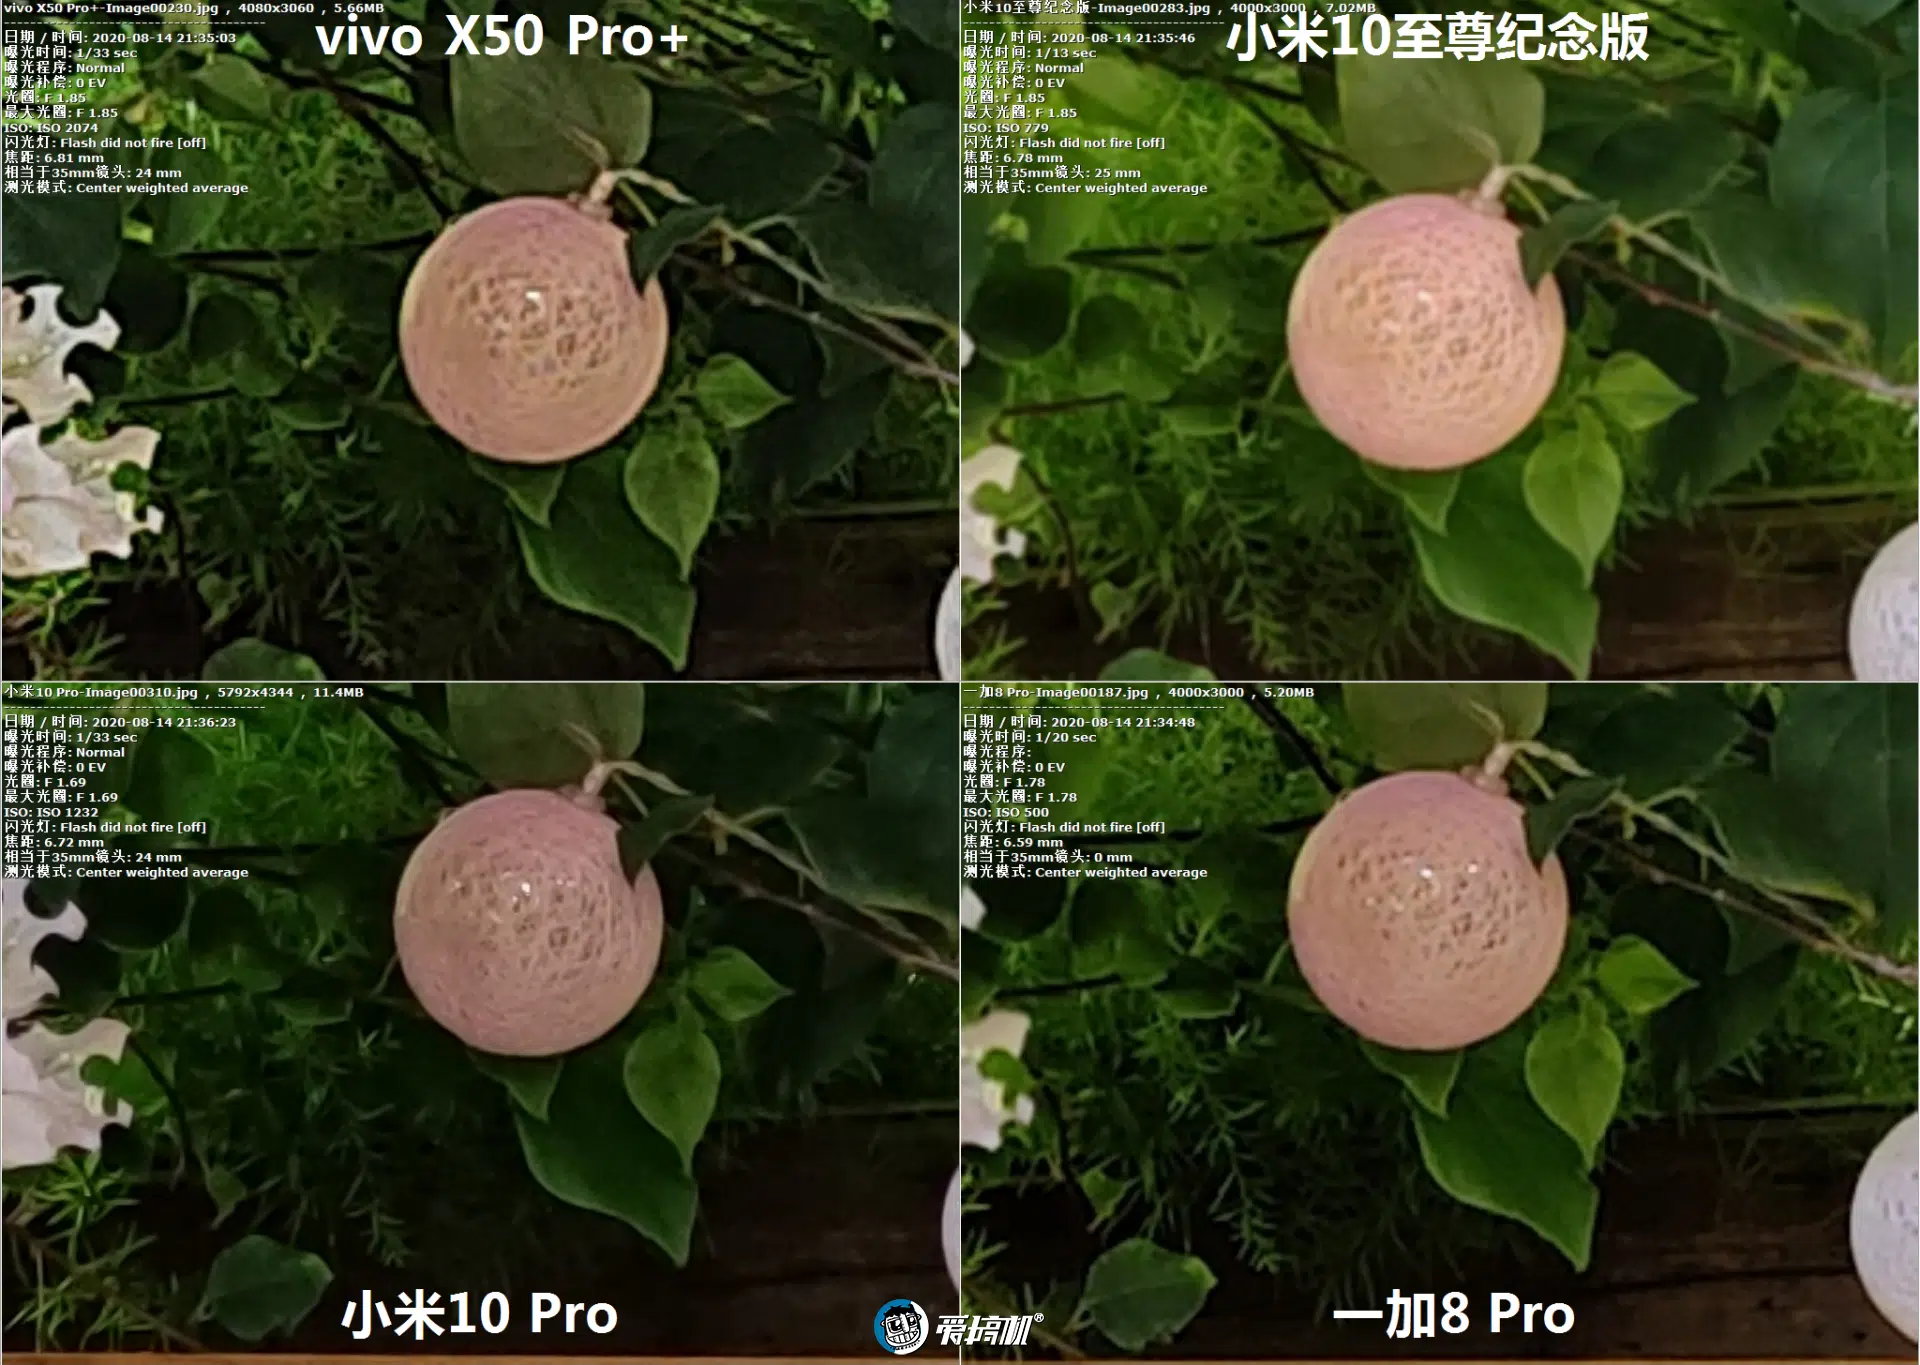 vivo X50 Pro+-Image00230.jpg , 4080x3060 , 5.66MB
日期 / 时间: 2020-08-14 21:35:03
曝光时间: 1/33 sec
曝光程序: Normal
曝光补偿: 0 EV
光圈: F 1.85
最大光圈: F 1.85
ISO: ISO 2074
闪光灯: Flash did not fire [off]
焦距: 6.81 mm
相当于35mm镜头: 24 mm
测光模式: Center weighted average
vivo X50 Pro+
小米10至尊纪念版-Image00283.jpg , 4000x3000 , 7.02MB
日期 / 时间: 2020-08-14 21:35:46
曝光时间: 1/13 sec
曝光程序: Normal
曝光补偿: 0 EV
光圈: F 1.85
最大光圈: F 1.85
ISO: ISO 779
闪光灯: Flash did not fire [off]
焦距: 6.78 mm
相当于35mm镜头: 25 mm
测光模式: Center weighted average
小米10至尊纪念版
小米10 Pro-Image00310.jpg , 5792x4344 , 11.4MB
日期 / 时间: 2020-08-14 21:36:23
曝光时间: 1/33 sec
曝光程序: Normal
曝光补偿: 0 EV
光圈: F 1.69
最大光圈: F 1.69
ISO: ISO 1232
闪光灯: Flash did not fire [off]
焦距: 6.72 mm
相当于35mm镜头: 24 mm
测光模式: Center weighted average
小米10 Pro
一加8 Pro-Image00187.jpg , 4000x3000 , 5.20MB
日期 / 时间: 2020-08-14 21:34:48
曝光时间: 1/20 sec
曝光程序:
曝光补偿: 0 EV
光圈: F 1.78
最大光圈: F 1.78
ISO: ISO 500
闪光灯: Flash did not fire [off]
焦距: 6.59 mm
相当于35mm镜头: 0 mm
测光模式: Center weighted average
一加8 Pro
爱搞机®